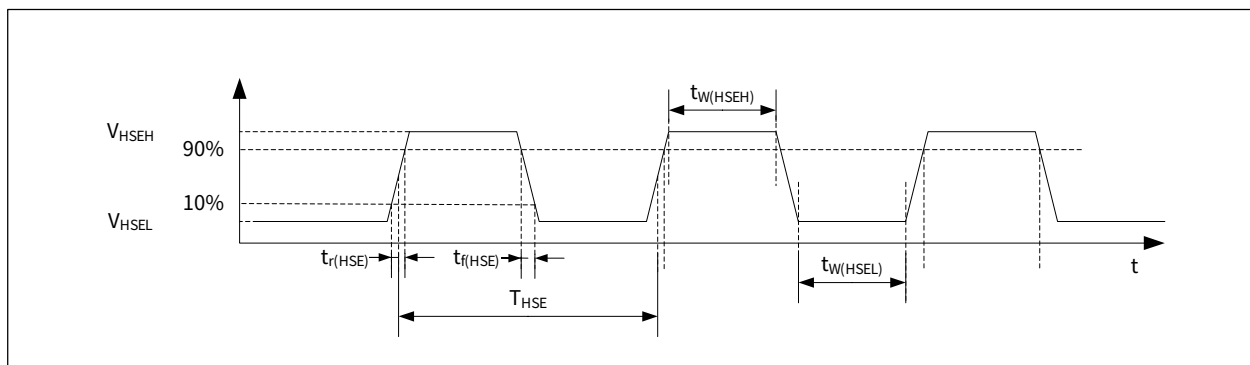 tW(HSEH)
VHSEH
90%
10%
VHSEL
tr(HSE)
tf(HSE)
tW(HSEL)
t
THSE